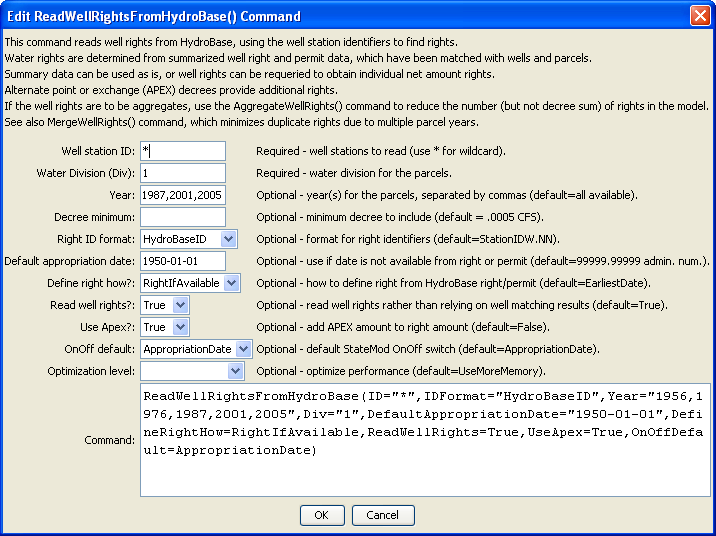 Edit ReadWellRightsFromHydroBase() Command
This command reads well rights from HydroBase, using the well station identifiers to find rights.
Water rights are determined from summarized well right and permit data, which have been matched with wells and parcels.
Summary data can be used as is, or well rights can be requeried to obtain individual net amount rights.
Alternate point or exchange (APEX) decrees provide additional rights.
If the well rights are to be aggregates, use the AggregateWellRights() command to reduce the number (but not decree sum) of rights in the model.
See also MergeWellRights() command, which minimizes duplicate rights due to multiple parcel years.
Well station ID: * Required - well stations to read (use * for wildcard).
Water Division (Div): 1 Required - water division for the parcels.
Year: 1987,2001,2005 Optional - year(s) for the parcels, separated by commas (default=all available).
Decree minimum: Optional - minimum decree to include (default = .0005 CFS).
Right ID format: HydroBaseID Optional - format for right identifiers (default=StationIDW.NN).
Default appropriation date: 1950-01-01 Optional - use if date is not available from right or permit (default=99999.99999 admin. num.).
Define right how?: RightIfAvailable Optional - how to define right from HydroBase right/permit (default=EarliestDate).
Read well rights?: True Optional - read well rights rather than relying on well matching results (default=True).
Use Apex?: True Optional - add APEX amount to right amount (default=False).
OnOff default: AppropriationDate Optional - default StateMod OnOff switch (default=AppropriationDate).
Optimization level: Optional - optimize performance (default=UseMoreMemory).
Command:
ReadWellRightsFromHydroBase(ID="*",IDFormat="HydroBaseID",Year="1956,1
976,1987,2001,2005",Div="1",DefaultAppropriationDate="1950-01-01",Defi
neRightHow=RightIfAvailable,ReadWellRights=True,UseApex=True,OnOffDefa
ult=AppropriationDate)
OK Cancel